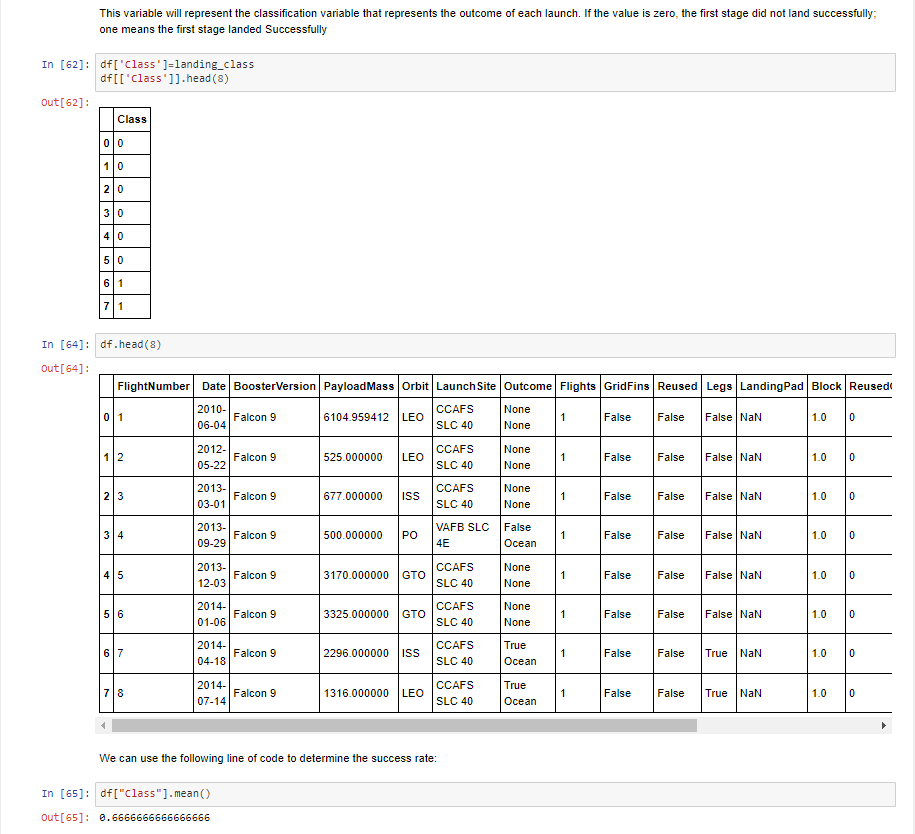 This variable will represent the classification variable that represents the outcome of each launch. If the value is zero, the first stage did not land successfully;
one means the first stage landed Successfully
In [62]: df['Class']=landing_class
df[['Class']].head(8)
Out[62]:
Class
0 0
1 0
2 0
3 0
4 0
5 0
6 1
7 1
In [64]: df.head(8)
Out[64]:
FlightNumber Date BoosterVersion PayloadMass Orbit LaunchSite Outcome Flights GridFins Reused Legs LandingPad Block Reused
0 1 2010-06-04 Falcon 9 6104.959412 LEO CCAFS SLC 40 None None 1 False False False NaN 1.0 0
1 2 2012-05-22 Falcon 9 525.000000 LEO CCAFS SLC 40 None None 1 False False False NaN 1.0 0
2 3 2013-03-01 Falcon 9 677.000000 ISS CCAFS SLC 40 None None 1 False False False NaN 1.0 0
3 4 2013-09-29 Falcon 9 500.000000 PO VAFB SLC 4E False Ocean 1 False False False NaN 1.0 0
4 5 2013-12-03 Falcon 9 3170.000000 GTO CCAFS SLC 40 None None 1 False False False NaN 1.0 0
5 6 2014-01-06 Falcon 9 3325.000000 GTO CCAFS SLC 40 None None 1 False False False NaN 1.0 0
6 7 2014-04-18 Falcon 9 2296.000000 ISS CCAFS SLC 40 True Ocean 1 False False True NaN 1.0 0
7 8 2014-07-14 Falcon 9 1316.000000 LEO CCAFS SLC 40 True Ocean 1 False False True NaN 1.0 0
We can use the following line of code to determine the success rate:
In [65]: df["Class"].mean()
Out[65]: 0.6666666666666666